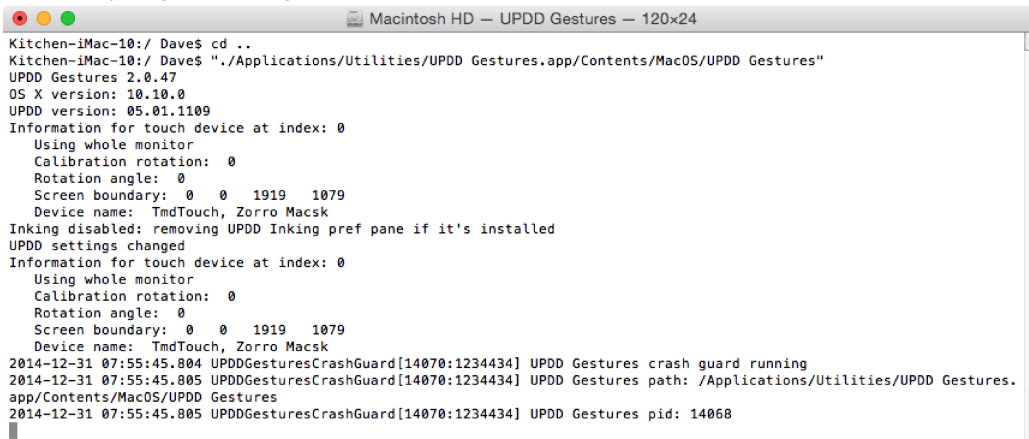 Macintosh HD — UPDD Gestures — 120×24
Kitchen-iMac-10:/ Dave$ cd ..
Kitchen-iMac-10:/ Dave$ "./Applications/Utilities/UPDD Gestures.app/Contents/MacOS/UPDD Gestures"
UPDD Gestures 2.0.47
OS X version: 10.10.0
UPDD version: 05.01.1109
Information for touch device at index: 0
   Using whole monitor
   Calibration rotation:  0
   Rotation angle:  0
   Screen boundary:  0   0   1919   1079
   Device name:  TmdTouch, Zorro Macsk
Inking disabled: removing UPDD Inking pref pane if it's installed
UPDD settings changed
Information for touch device at index: 0
   Using whole monitor
   Calibration rotation:  0
   Rotation angle:  0
   Screen boundary:  0   0   1919   1079
   Device name:  TmdTouch, Zorro Macsk
2014-12-31 07:55:45.804 UPDDGesturesCrashGuard[14070:1234434] UPDD Gestures crash guard running
2014-12-31 07:55:45.805 UPDDGesturesCrashGuard[14070:1234434] UPDD Gestures path: /Applications/Utilities/UPDD Gestures.
app/Contents/MacOS/UPDD Gestures
2014-12-31 07:55:45.805 UPDDGesturesCrashGuard[14070:1234434] UPDD Gestures pid: 14068